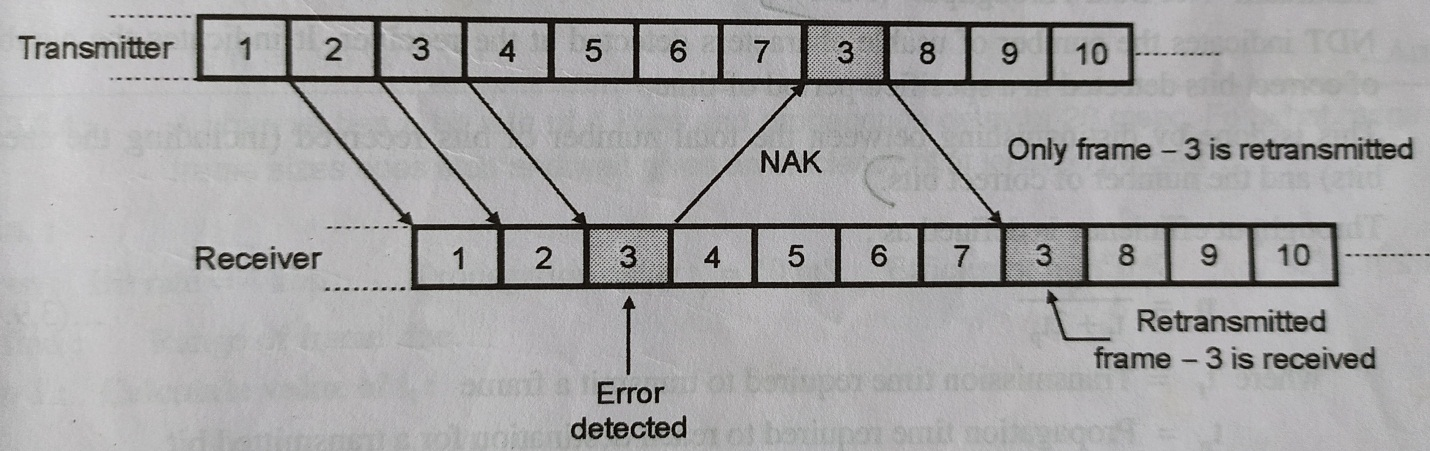 Transmitter 1 2 3 4 5 6 7 3 8 9 10
NAK
Only frame – 3 is retransmitted
Receiver 1 2 3 4 5 6 7 3 8 9 10
Retransmitted
frame – 3 is received
Error
detected